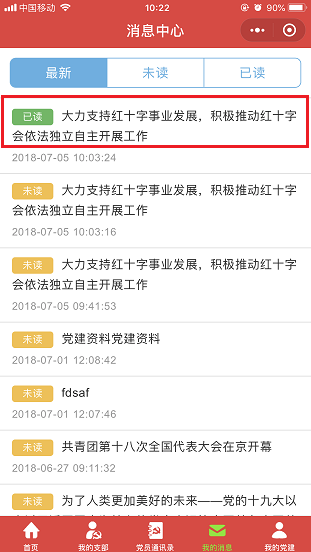 中国移动 10:22 90%
消息中心
最新 未读 已读
已读 大力支持红十字事业发展，积极推动红十字
会依法独立自主开展工作
2018-07-05 10:03:24
未读 大力支持红十字事业发展，积极推动红十字
会依法独立自主开展工作
2018-07-05 10:03:16
未读 大力支持红十字事业发展，积极推动红十字
会依法独立自主开展工作
2018-07-05 09:41:53
未读 党建资料党建资料
2018-07-01 12:08:42
未读 fdsaf
2018-07-01 12:07:46
未读 共青团第十八次全国代表大会在京开幕
2018-06-27 09:11:32
未读 为了人类更加美好的未来——党的十九大以
首页 我的支部 党员通讯录 我的消息 我的党建